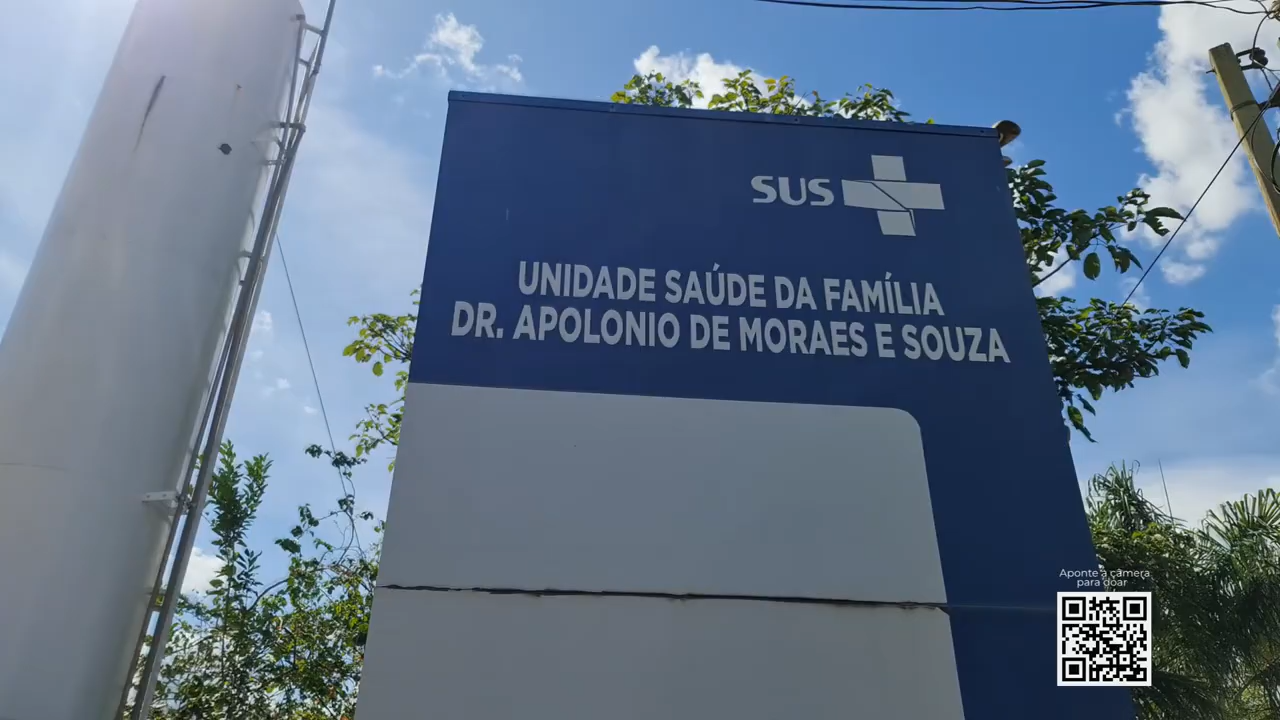 SUS
UNIDADE SAÚDE DA FAMÍLIA
DR. APOLONIO DE MORAES E SOUZA
Aponte a câmera
para doar